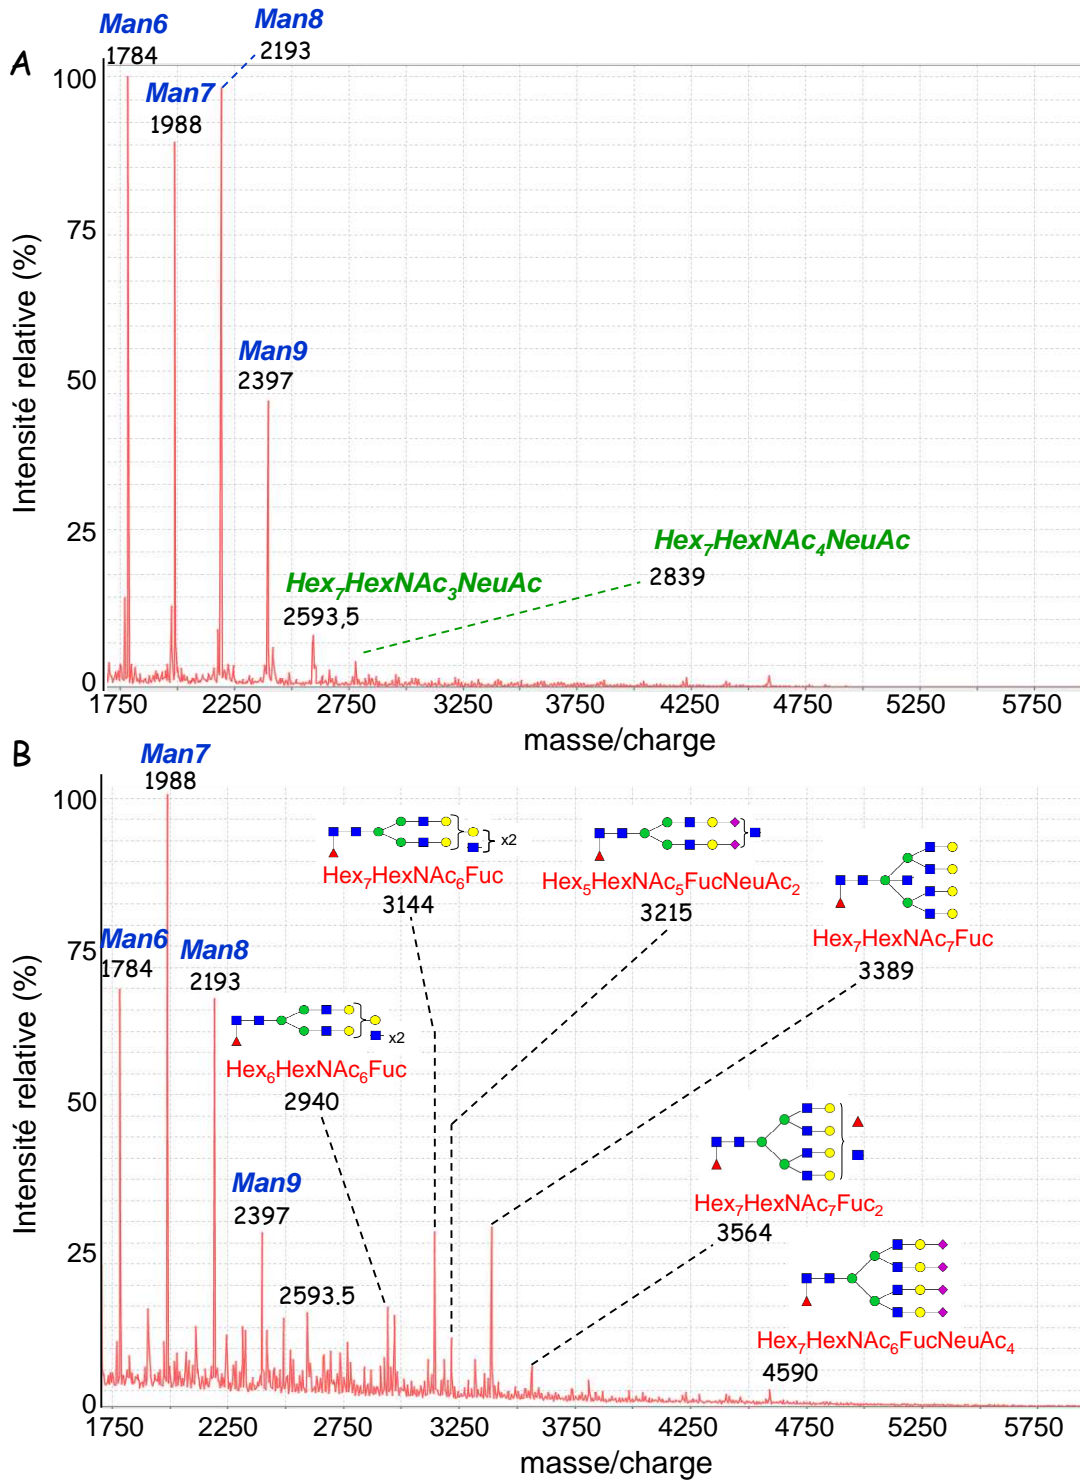 Man6
Man8
A
1784
2193
100
Man7
1988
75
Intensité relative (%)
50
Man9
2397
25
Hex7HexNAc4NeuAc
2839
Hex7HexNAc3NeuAc
2593,5
0
1750 2250 2750 3250 3750 4250 4750 5250 5750
masse/charge
B
Man7
1988
100
x2
Hex7HexNAc6Fuc
3144
Hex5HexNAc5FucNeuAc2
3215
Hex7HexNAc7Fuc
3389
75
Man6
1784
Man8
2193
Intensité relative (%)
x2
Hex6HexNAc6Fuc
2940
50
Man9
2397
Hex7HexNAc7Fuc2
3564
25
2593.5
Hex7HexNAc6FucNeuAc4
4590
0
1750 2250 2750 3250 3750 4250 4750 5250 5750
masse/charge